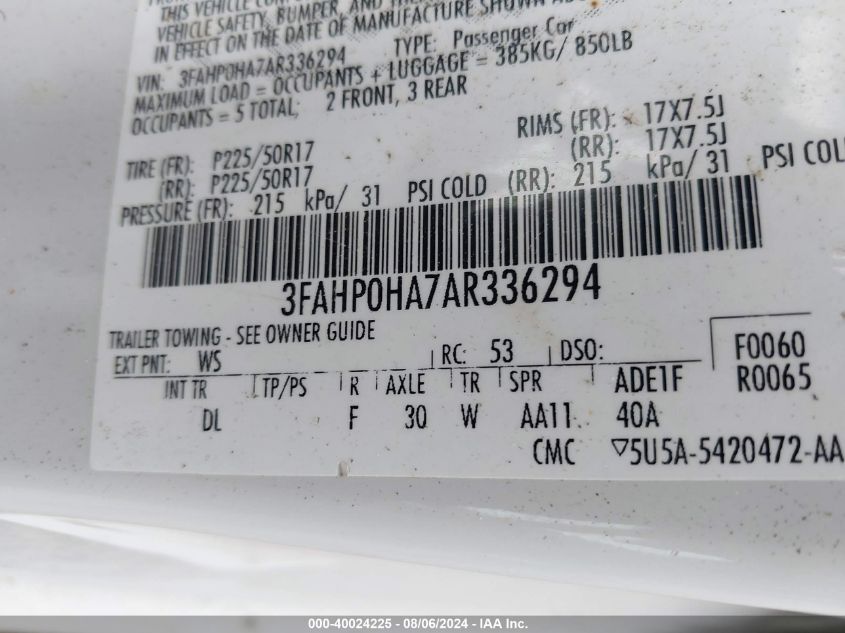 THIS VEHICLE
VEHICLE SAFETY, BUMPER, AND
IN EFFECT ON THE DATE OF MANUFACTURE SHOWN
VIN: 3FAHP0HA7AR336294 TYPE: Passenger Car
MAXIMUM LOAD = OCCUPANTS + LUGGAGE = 385KG/ 850LB
OCCUPANTS = 5 TOTAL; 2 FRONT, 3 REAR
TIRE (FR): P225/50R17 RIMS (FR): 17X7.5J
(RR): P225/50R17 (RR): 17X7.5J
PRESSURE (FR): 215 kPa/ 31 PSI COLD (RR): 215 kPa/ 31 PSI COL
3FAHP0HA7AR336294
TRAILER TOWING - SEE OWNER GUIDE
EXT PNT: WS RC: 53 DSO: F0060
INT TR TP/PS R AXLE TR SPR ADE1F R0065
DL F 30 W AA11 40A
CMC ▽5U5A-5420472-AA
000-40024225 - 08/06/2024 - IAA Inc.